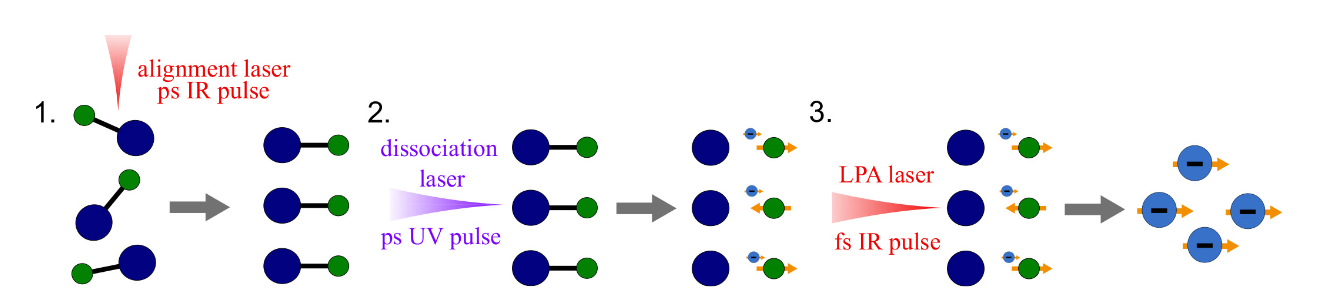 1.
alignment laser
ps IR pulse
2.
dissociation
laser
ps UV pulse
3.
LPA laser
fs IR pulse